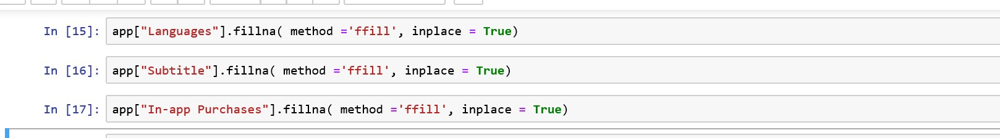 In [15]: app["Languages"].fillna( method ='ffill', inplace = True)
In [16]: app["Subtitle"].fillna( method ='ffill', inplace = True)
In [17]: app["In-app Purchases"].fillna( method ='ffill', inplace = True)